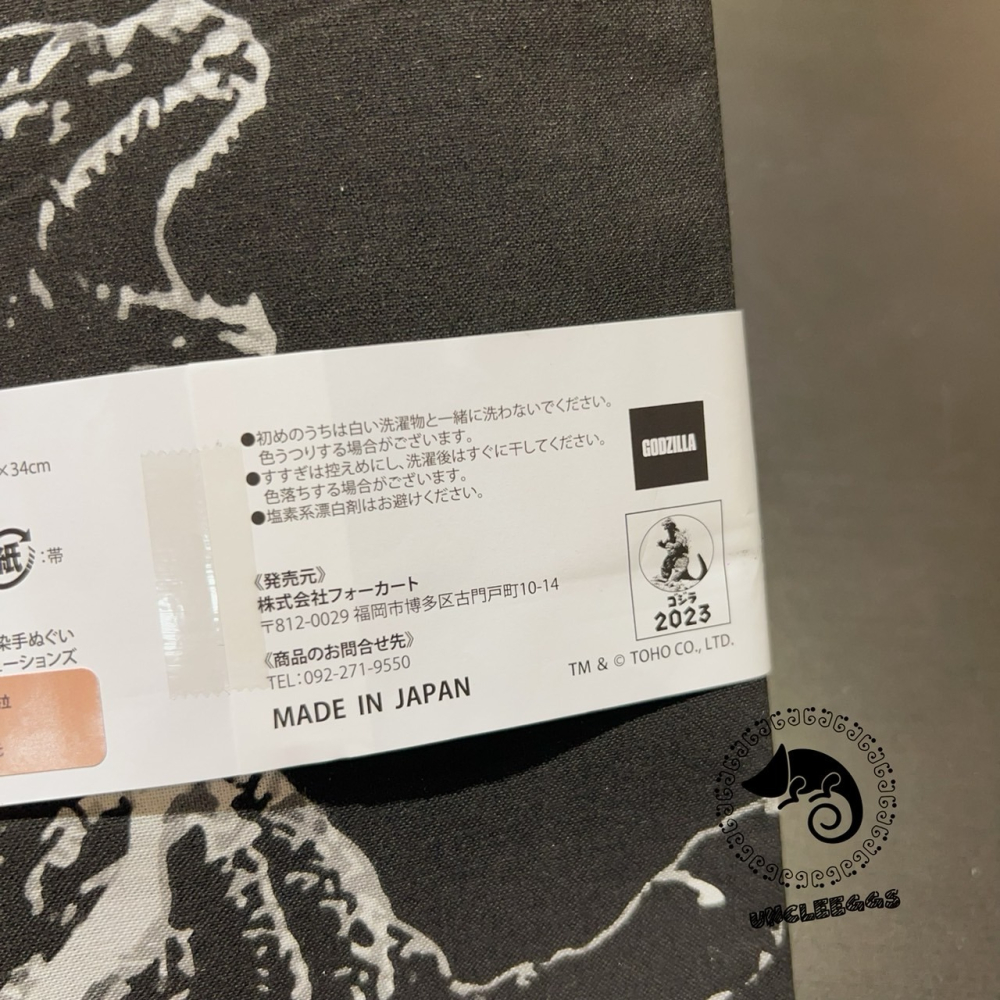 ×34cm
紙
:帯
染手ぬぐい
ーションズ
●初めのうちは白い洗濯物と一緒に洗わないでください。
色うつりする場合がございます。
●すすぎは控えめにし、洗濯後はすぐに干してください。
色落ちする場合がございます。
●塩素系漂白剤はお避けください。
《発売元》
株式会社フォーカート
〒812-0029 福岡市博多区古門戸町10-14
《商品のお問合せ先》
TEL:092-271-9550
MADE IN JAPAN
GODZILLA
ゴジラ
2023
TM & © TOHO CO., LTD.
UNCLEEGGS